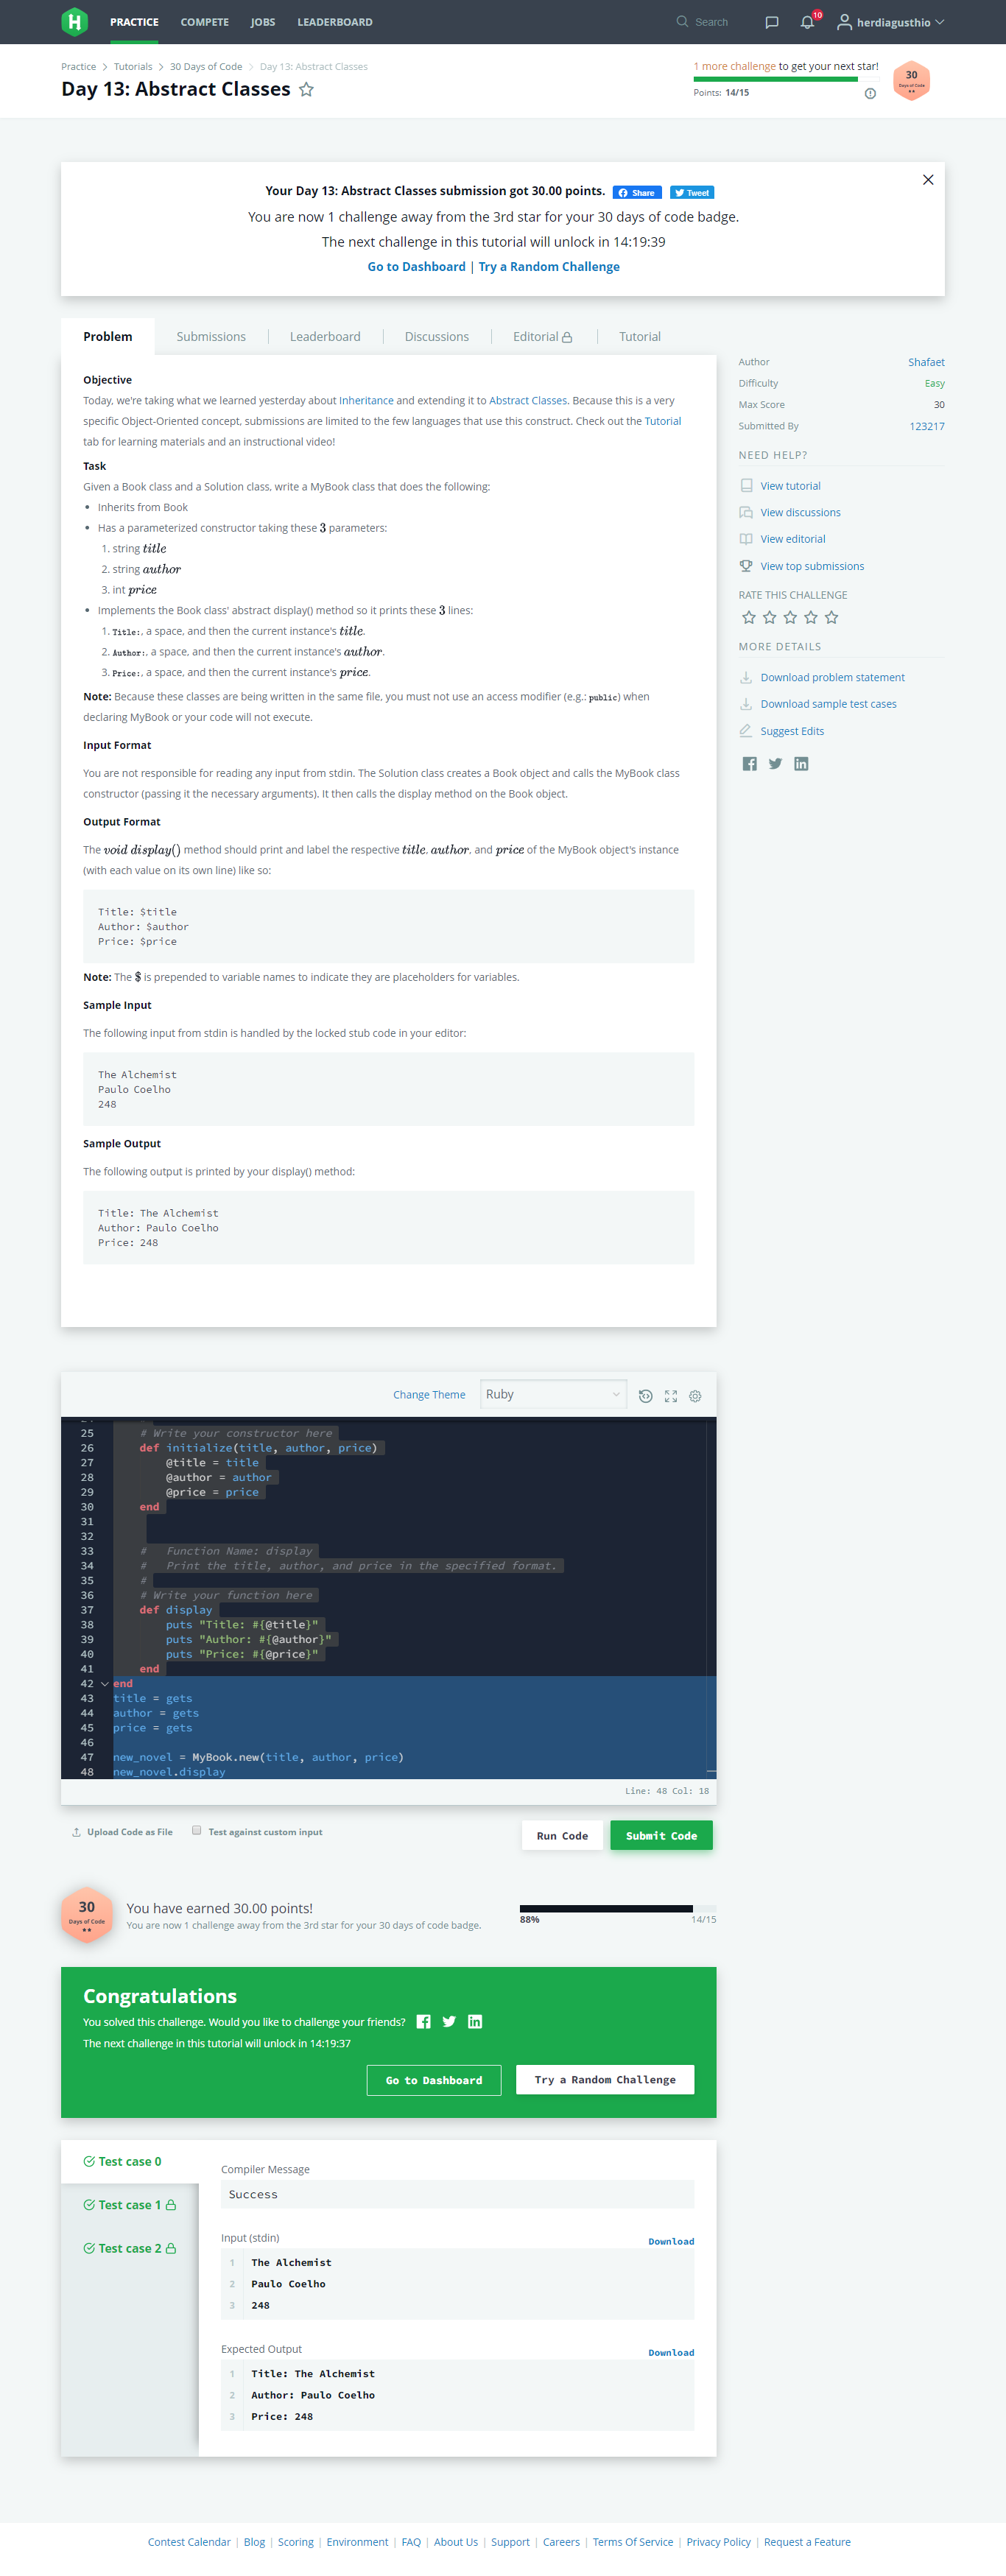 H PRACTICE COMPETE JOBS LEADERBOARD Search 10 herdiagusthio
Practice > Tutorials > 30 Days of Code > Day 13: Abstract Classes
Day 13: Abstract Classes
1 more challenge to get your next star!
Points: 14/15
30
Days of Code
Your Day 13: Abstract Classes submission got 30.00 points. Share Tweet
You are now 1 challenge away from the 3rd star for your 30 days of code badge.
The next challenge in this tutorial will unlock in 14:19:39
Go to Dashboard | Try a Random Challenge
Problem Submissions Leaderboard Discussions Editorial Tutorial
Objective
Today, we're taking what we learned yesterday about Inheritance and extending it to Abstract Classes. Because this is a very
specific Object-Oriented concept, submissions are limited to the few languages that use this construct. Check out the Tutorial
tab for learning materials and an instructional video!
Task
Given a Book class and a Solution class, write a MyBook class that does the following:
• Inherits from Book
• Has a parameterized constructor taking these 3 parameters:
1. string title
2. string author
3. int price
• Implements the Book class' abstract display() method so it prints these 3 lines:
1. Title:, a space, and then the current instance's title.
2. Author:, a space, and then the current instance's author.
3. Price:, a space, and then the current instance's price.
Note: Because these classes are being written in the same file, you must not use an access modifier (e.g.: public) when
declaring MyBook or your code will not execute.
Input Format
You are not responsible for reading any input from stdin. The Solution class creates a Book object and calls the MyBook class
constructor (passing it the necessary arguments). It then calls the display method on the Book object.
Output Format
The void display() method should print and label the respective title, author, and price of the MyBook object's instance
(with each value on its own line) like so:
Title: $title
Author: $author
Price: $price
Note: The $ is prepended to variable names to indicate they are placeholders for variables.
Sample Input
The following input from stdin is handled by the locked stub code in your editor:
The Alchemist
Paulo Coelho
248
Sample Output
The following output is printed by your display() method:
Title: The Alchemist
Author: Paulo Coelho
Price: 248
Author Shafaet
Difficulty Easy
Max Score 30
Submitted By 123217
NEED HELP?
View tutorial
View discussions
View editorial
View top submissions
RATE THIS CHALLENGE
MORE DETAILS
Download problem statement
Download sample test cases
Suggest Edits
Change Theme Ruby
25 # Write your constructor here
26 def initialize(title, author, price)
27 @title = title
28 @author = author
29 @price = price
30 end
31
32
33 # Function Name: display
34 # Print the title, author, and price in the specified format.
35 #
36 # Write your function here
37 def display
38 puts "Title: #{@title}"
39 puts "Author: #{@author}"
40 puts "Price: #{@price}"
41 end
42 end
43 title = gets
44 author = gets
45 price = gets
46
47 new_novel = MyBook.new(title, author, price)
48 new_novel.display
Line: 48 Col: 18
Upload Code as File Test against custom input Run Code Submit Code
30
Days of Code
You have earned 30.00 points!
You are now 1 challenge away from the 3rd star for your 30 days of code badge.
88% 14/15
Congratulations
You solved this challenge. Would you like to challenge your friends?
The next challenge in this tutorial will unlock in 14:19:37
Go to Dashboard Try a Random Challenge
Test case 0
Test case 1
Test case 2
Compiler Message
Success
Input (stdin) Download
1 The Alchemist
2 Paulo Coelho
3 248
Expected Output Download
1 Title: The Alchemist
2 Author: Paulo Coelho
3 Price: 248
Contest Calendar | Blog | Scoring | Environment | FAQ | About Us | Support | Careers | Terms Of Service | Privacy Policy | Request a Feature